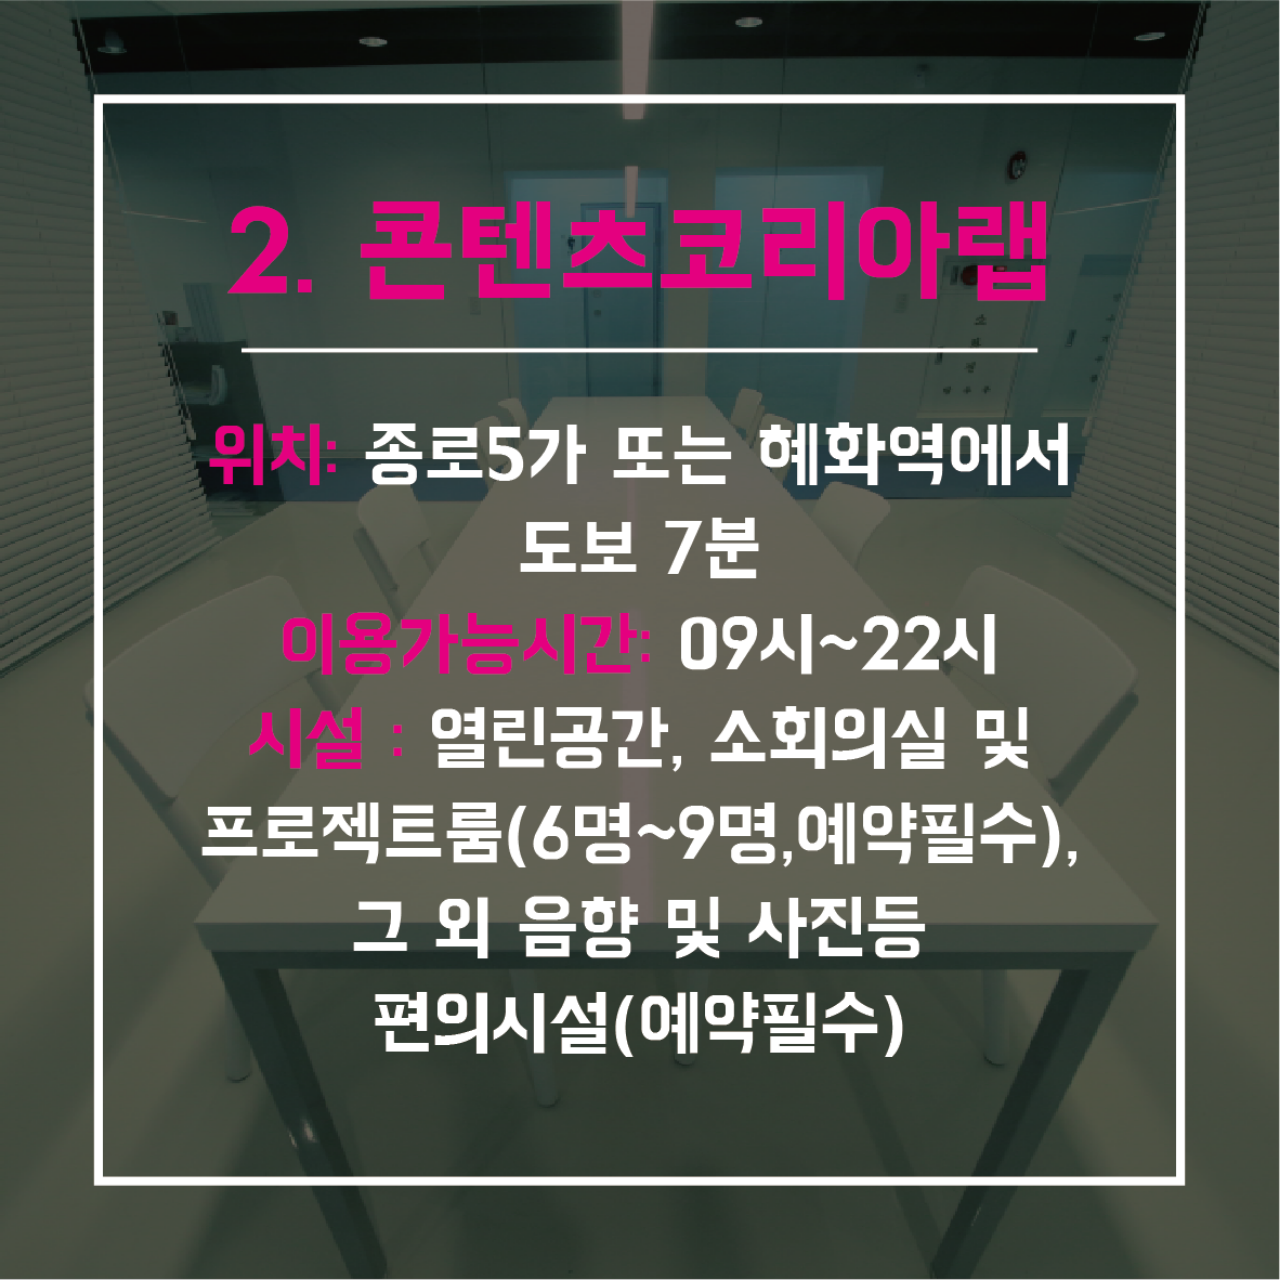 2. 콘텐츠코리아랩
위치: 종로5가 또는 혜화역에서
도보 7분
이용가능시간: 09시~22시
시설 : 열린공간, 소회의실 및
프로젝트룸(6명~9명,예약필수),
그 외 음향 및 사진등
편의시설(예약필수)